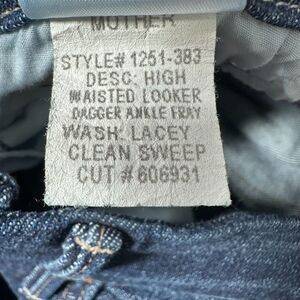 MOTHER
STYLE# 1251-383
DESC: HIGH
WAISTED LOOKER
DAGGER ANKLE FRAY
WASH: LACEY
CLEAN SWEEP
CUT # 606931